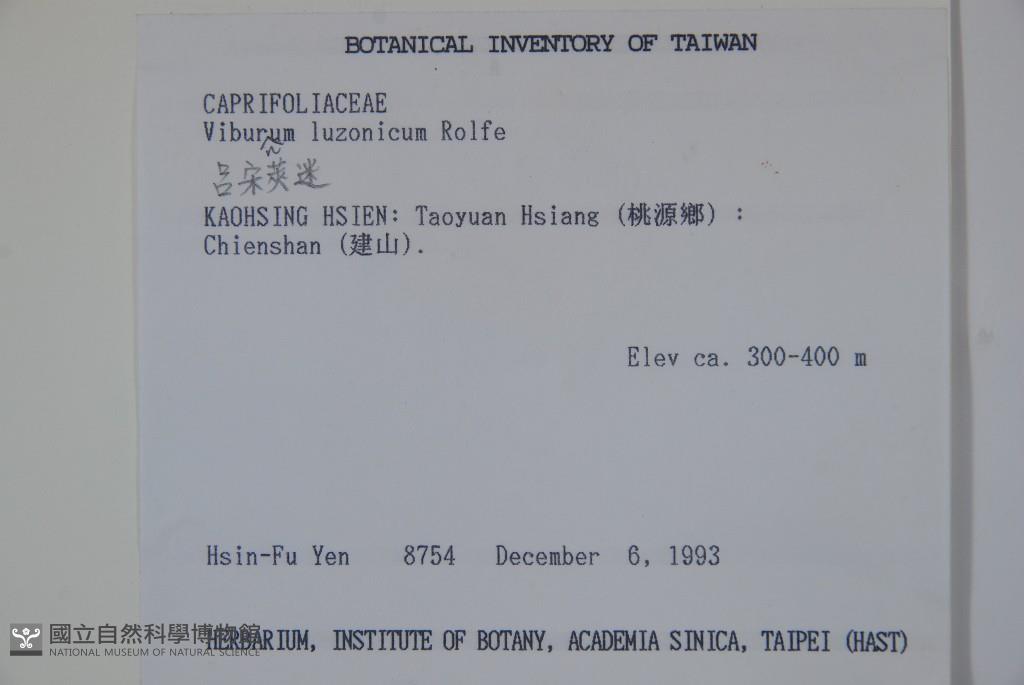 BOTANICAL INVENTORY OF TAIWAN
CAPRIFOLIACEAE
Viburum luzonicum Rolfe
n
呂宋莢迷
KAOHSING HSIEN: Taoyuan Hsiang (桃源鄉) :
Chienshan (建山).
Elev ca. 300-400 m
Hsin-Fu Yen 8754 December 6, 1993
HERBARIUM, INSTITUTE OF BOTANY, ACADEMIA SINICA, TAIPEI (HAST)
國立自然科學博物館
NATIONAL MUSEUM OF NATURAL SCIENCE